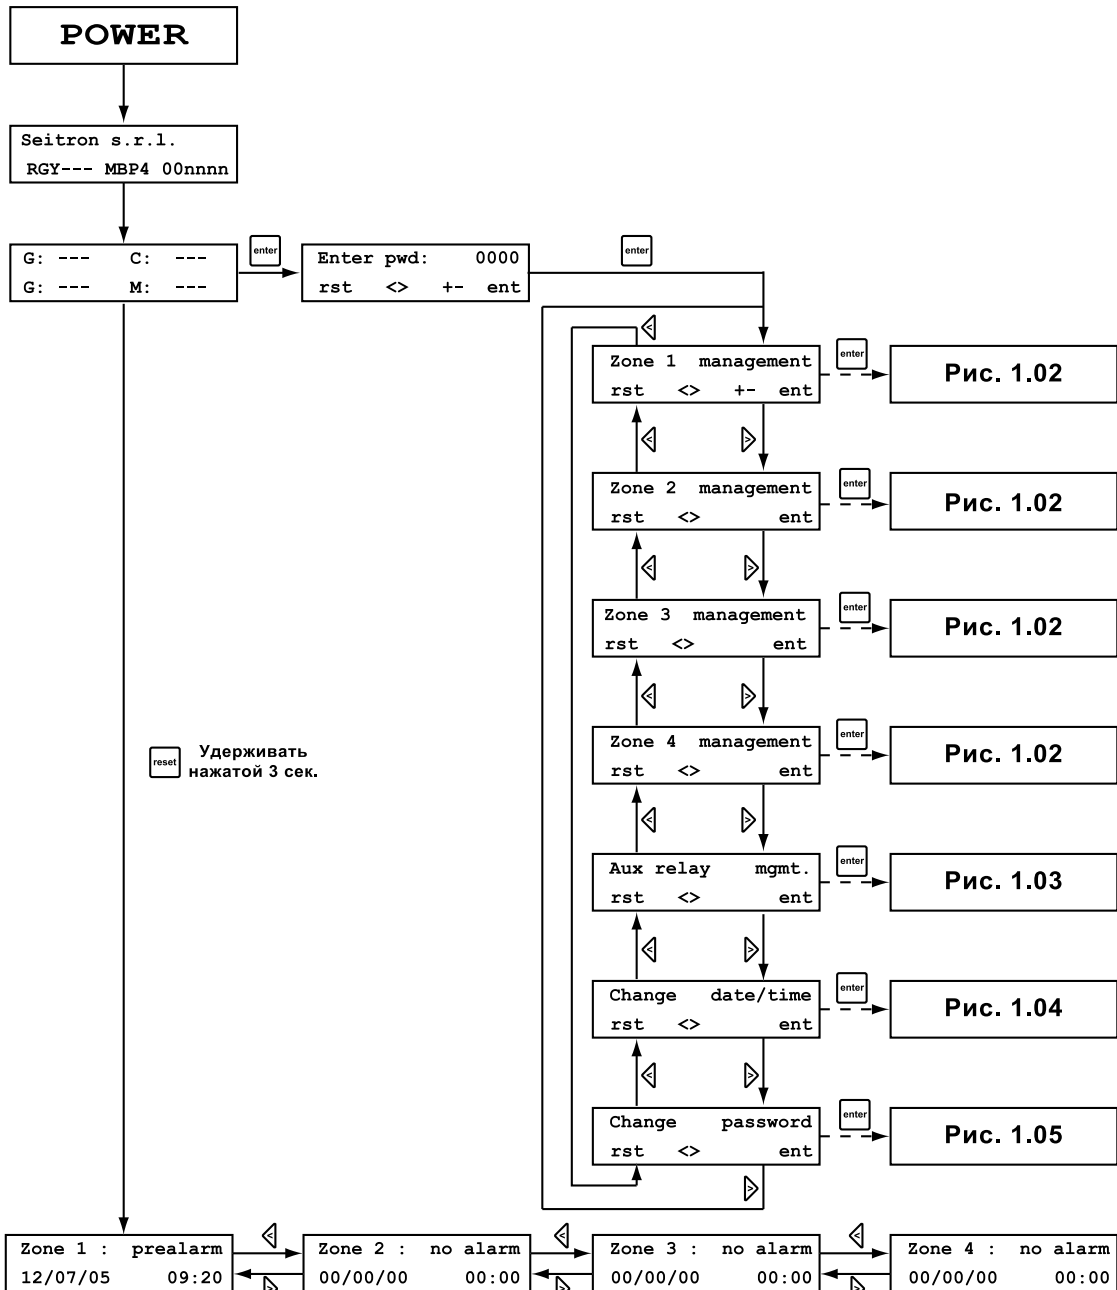 POWER
Seitron s.r.l.
RGY--- MBP4 00nnnn
G: --- C: ---
G: --- M: ---
enter
Enter pwd: 0000
rst <> +- ent
enter
<
Zone 1 management
rst <> +- ent
enter
Рис. 1.02
< >
Zone 2 management
rst <> ent
enter
Рис. 1.02
< >
Zone 3 management
rst <> ent
enter
Рис. 1.02
< >
Zone 4 management
rst <> ent
enter
Рис. 1.02
reset
Удерживать
нажатой 3 сек.
< >
Aux relay mgmt.
rst <> ent
enter
Рис. 1.03
< >
Change date/time
rst <> ent
enter
Рис. 1.04
< >
Change password
rst <> ent
enter
Рис. 1.05
>
Zone 1 : prealarm
12/07/05 09:20
<
>
Zone 2 : no alarm
00/00/00 00:00
<
>
Zone 3 : no alarm
00/00/00 00:00
<
>
Zone 4 : no alarm
00/00/00 00:00